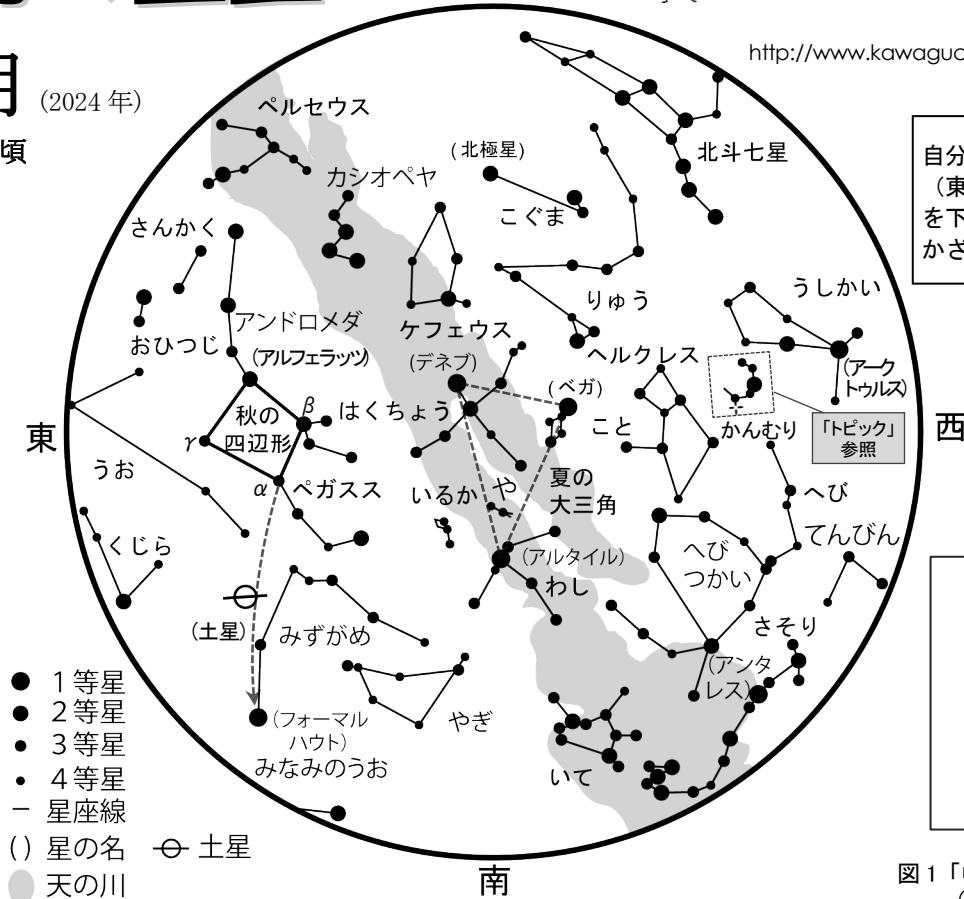 月
(2024 年)
頃
http://www.kawaguc
自分
(東
を下
かざ
ペルセウス
(北極星)
北斗七星
カシオペヤ
こぐま
さんかく
りゅう
うしかい
アンドロメダ
ケフェウス
おひつじ
(アルフェラッツ)
(デネブ)
ヘルクレス
(ベガ)
(アーク
トゥルス)
秋の
四辺形
β
γ
α
はくちょう
こと
かんむり
「トピック」
参照
東
西
うお
ペガスス
いるか
や
夏の
大三角
へび
くじら
(アルタイル)
へび
つかい
てんびん
わし
(土星)
みずがめ
さそり
(アンタ
レス)
(フォーマル
ハウト)
みなみのうお
やぎ
いて
1等星
2等星
3等星
4等星
星座線
() 星の名
土星
天の川
南
図1「